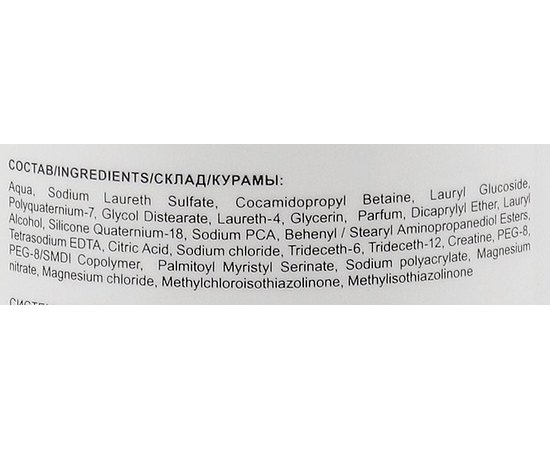 СОСТАВ/INGREDIENTS/СКЛАД/КУРАМЫ:
Aqua, Sodium Laureth Sulfate, Cocamidopropyl Betaine, Lauryl Glucoside,
Polyquaternium-7, Glycol Distearate, Laureth-4, Glycerin, Parfum, Dicaprylyl Ether, Lauryl
Alcohol, Silicone Quaternium-18, Sodium PCA, Behenyl / Stearyl Aminopropanediol Esters,
Tetrasodium EDTA, Citric Acid, Sodium chloride, Trideceth-6, Trideceth-12, Creatine, PEG-8,
PEG-8/SMDI Copolymer, Palmitoyl Myristyl Serinate, Sodium polyacrylate, Magnesium
nitrate, Magnesium chloride, Methylchloroisothiazolinone, Methylisothiazolinone